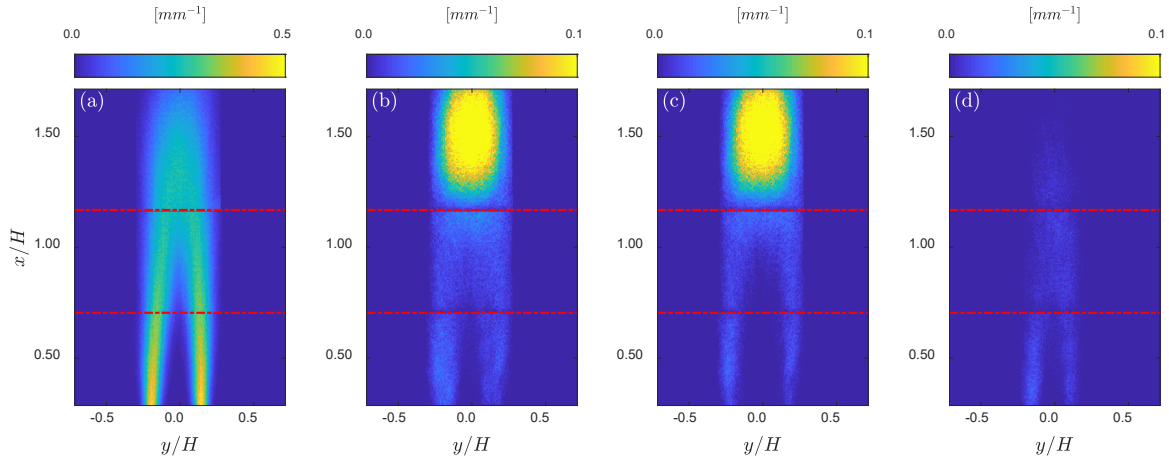 [mm⁻¹] [mm⁻¹] [mm⁻¹] [mm⁻¹]
0.0 0.5 0.0 0.1 0.0 0.1 0.0 0.1
(a) (b) (c) (d)
1.50 1.50 1.50 1.50
x/H
1.00 1.00 1.00 1.00
0.50 0.50 0.50 0.50
-0.5 0.0 0.5 -0.5 0.0 0.5 -0.5 0.0 0.5 -0.5 0.0 0.5
y/H y/H y/H y/H